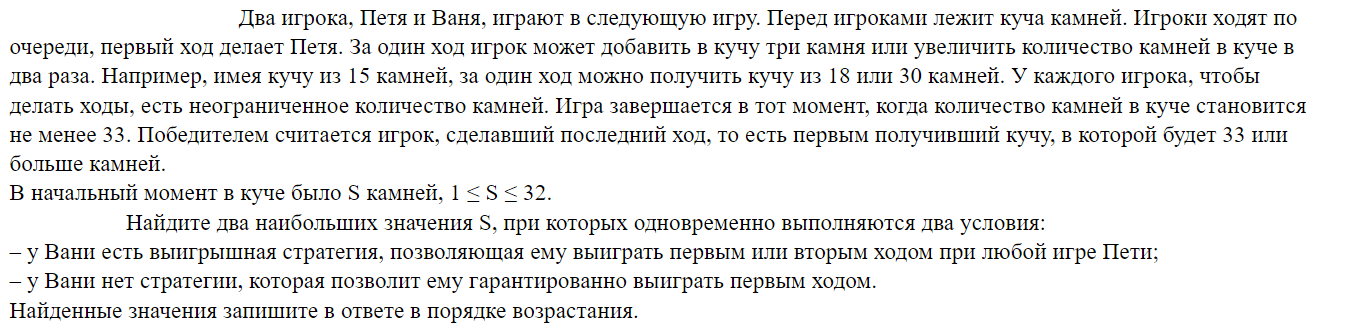 Два игрока, Петя и Ваня, играют в следующую игру. Перед игроками лежит куча камней. Игроки ходят по
очереди, первый ход делает Петя. За один ход игрок может добавить в кучу три камня или увеличить количество камней в куче в
два раза. Например, имея кучу из 15 камней, за один ход можно получить кучу из 18 или 30 камней. У каждого игрока, чтобы
делать ходы, есть неограниченное количество камней. Игра завершается в тот момент, когда количество камней в куче становится
не менее 33. Победителем считается игрок, сделавший последний ход, то есть первым получивший кучу, в которой будет 33 или
больше камней.
В начальный момент в куче было S камней, 1 ≤ S ≤ 32.
Найдите два наибольших значения S, при которых одновременно выполняются два условия:
– у Вани есть выигрышная стратегия, позволяющая ему выиграть первым или вторым ходом при любой игре Пети;
– у Вани нет стратегии, которая позволит ему гарантированно выиграть первым ходом.
Найденные значения запишите в ответе в порядке возрастания.